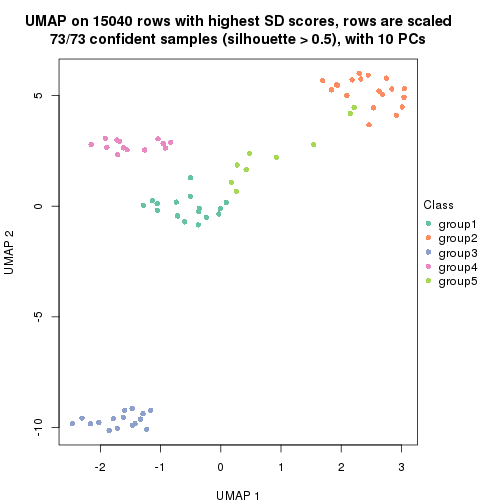 UMAP on 15040 rows with highest SD scores, rows are scaled
73/73 confident samples (silhouette > 0.5), with 10 PCs
UMAP 2
5
0
-5
-10
-2
-1
0
1
2
3
UMAP 1
Class
group1
group2
group3
group4
group5